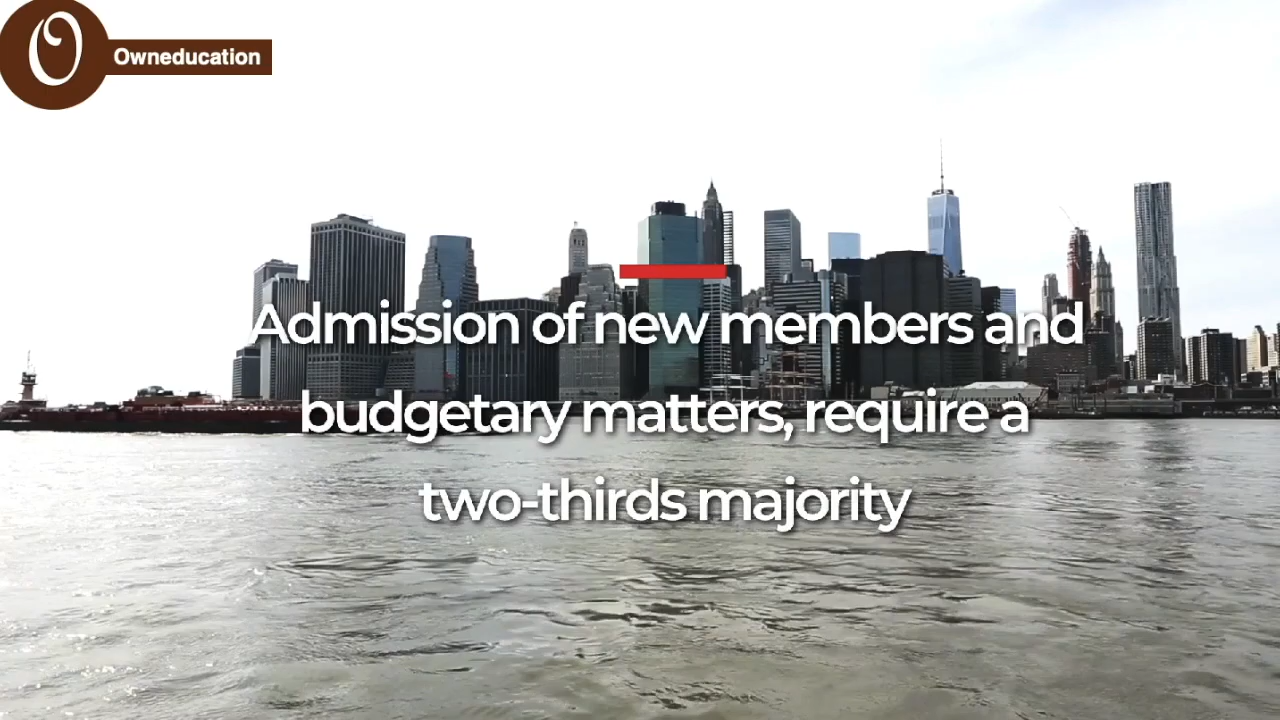 O
Owneducation
Admission of new members and
budgetary matters, require a
two-thirds majority